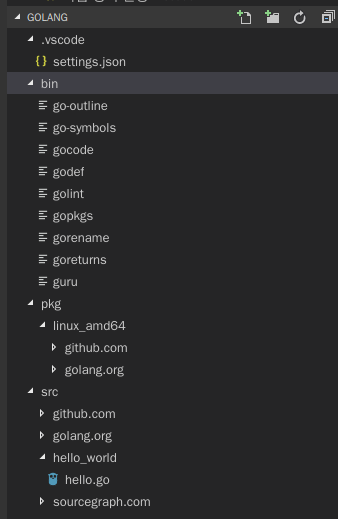 GOLANG
.vscode
{ } settings.json
bin
go-outline
go-symbols
gocode
godef
golint
gopkgs
gorename
goreturns
guru
pkg
linux_amd64
github.com
golang.org
src
github.com
golang.org
hello_world
hello.go
sourcegraph.com